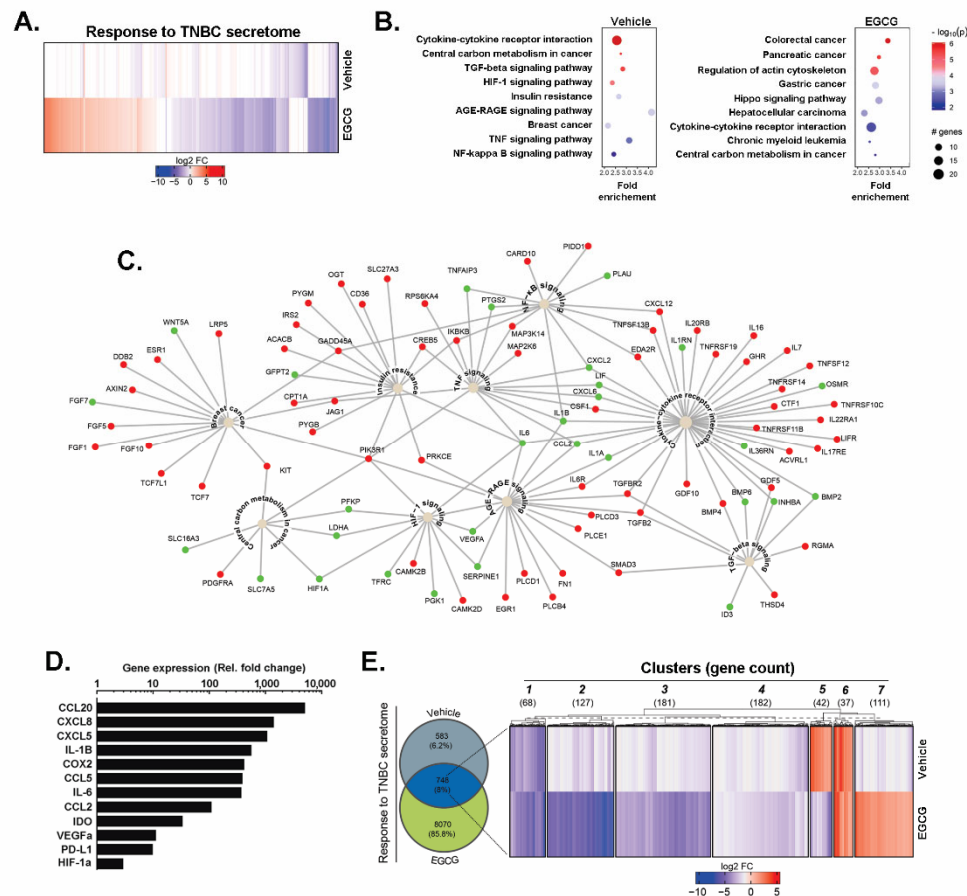 A.
Response to TNBC secretome
Vehicle
EGCG
log2 FC
−10 −5 0 5 10
B.
Vehicle
Cytokine-cytokine receptor interaction
Central carbon metabolism in cancer
TGF-beta signaling pathway
HIF-1 signaling pathway
Insulin resistance
AGE-RAGE signaling pathway
Breast cancer
TNF signaling pathway
NF-kappa B signaling pathway
2.0 2.5 3.0 3.5 4.0
Fold
enrichement
EGCG
Colorectal cancer
Pancreatic cancer
Regulation of actin cytoskeleton
Gastric cancer
Hippo signaling pathway
Hepatocellular carcinoma
Cytokine-cytokine receptor interaction
Chronic myeloid leukemia
Central carbon metabolism in cancer
2.0 2.5 3.0 3.5 4.0
Fold
enrichement
- log10(p)
6
5
4
3
2
# genes
10
15
20
C.
PIDD1
CARD10
SLC27A3
TNFAIP3
PLAU
OGT
CD36
RPS6KA4
PTGS2
NF-κB signaling
PYGM
CXCL12
WNT5A
LRP5
IRS2
TNFSF13B
IL20RB
IL16
GADD45A
IKBKB
MAP3K14
IL1RN
TNFRSF19
IL7
ACACB
CREB5
MAP2K6
EDA2R
GHR
DDB2
ESR1
GFPT2
CXCL2
TNFSF12
Insulin resistance
TNF signaling
LIF
TNFRSF14
OSMR
AXIN2
CPT1A
CXCL6
FGF7
JAG1
CSF1
CTF1
TNFRSF10C
Breast cancer
IL1B
Cytokine-cytokine receptor interaction
IL22RA1
FGF5
PYGB
IL6
TNFRSF11B
LIFR
CCL2
IL36RN
IL17RE
FGF1
FGF10
PIK3R1
PRKCE
IL1A
ACVRL1
KIT
IL6R
TGFBR2
GDF10
GDF5
TCF7L1
TCF7
BMP6
INHBA
BMP2
PFKP
TGFB2
BMP4
HIF-1 signaling
AGE-RAGE signaling
PLCD3
Central carbon metabolism in cancer
LDHA
VEGFA
PLCE1
SLC16A3
TGF-beta signaling
RGMA
CAMK2B
SERPINE1
SMAD3
PDGFRA
SLC7A5
HIF1A
TFRC
PLCD1
FN1
PGK1
CAMK2D
EGR1
PLCB4
ID3
THSD4
D.
Gene expression (Rel. fold change)
1 10 100 1,000 10,000
CCL20
CXCL8
CXCL5
IL-1B
COX2
CCL5
IL-6
CCL2
IDO
VEGFa
PD-L1
HIF-1a
E.
Clusters (gene count)
1 2 3 4 5 6 7
(68) (127) (181) (182) (42) (37) (111)
Response to TNBC secretome
Vehicle
583
(6.2%)
748
(8%)
8070
(85.8%)
EGCG
Vehicle
EGCG
log2 FC
−10 −5 0 5